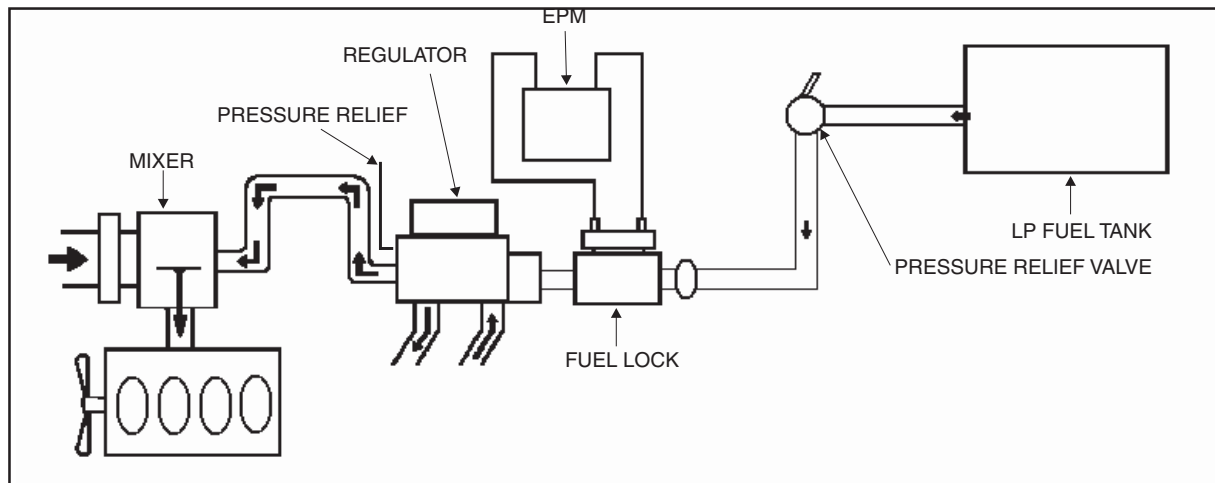 EPM
REGULATOR
PRESSURE RELIEF
MIXER
LP FUEL TANK
PRESSURE RELIEF VALVE
FUEL LOCK